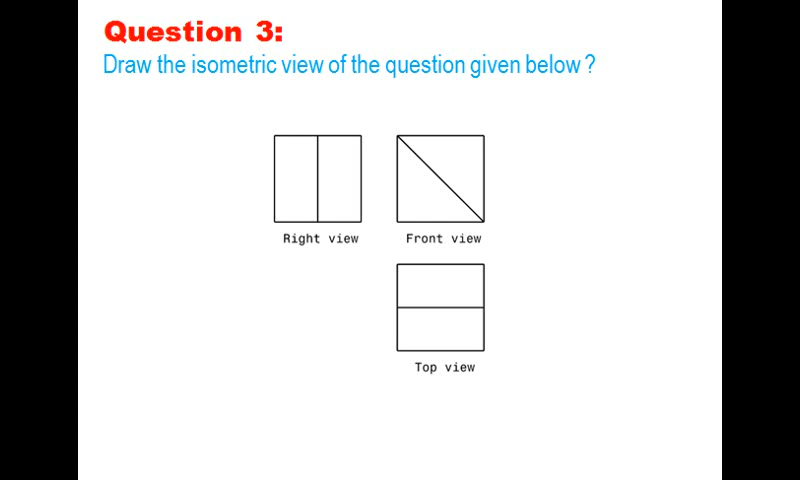 Question 3:
Draw the isometric view of the question given below ?
Right view
Front view
Top view